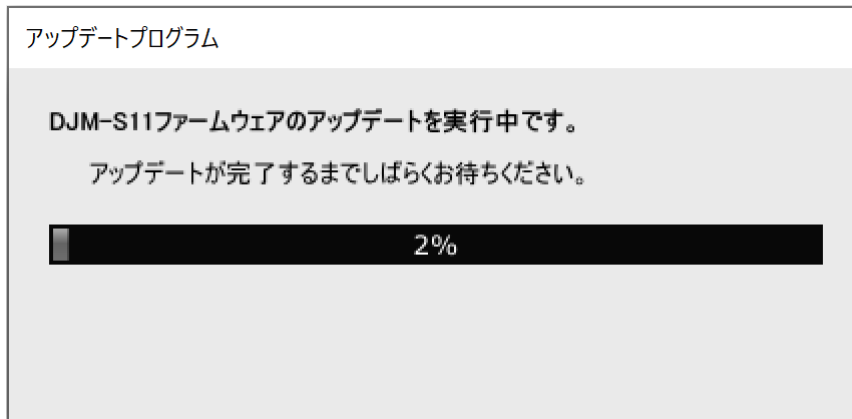 アップデートプログラム
DJM-S11ファームウェアのアップデートを実行中です。
アップデートが完了するまでしばらくお待ちください。
2%